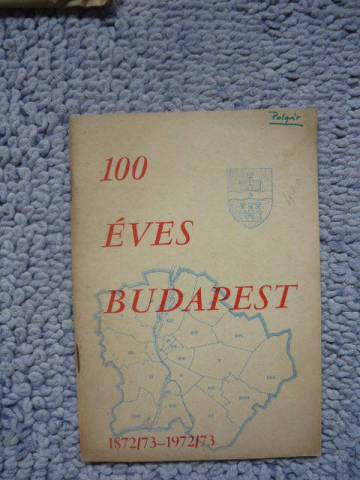 Polgár
100
ÉVES
BUDAPEST
1872/73–1972/73